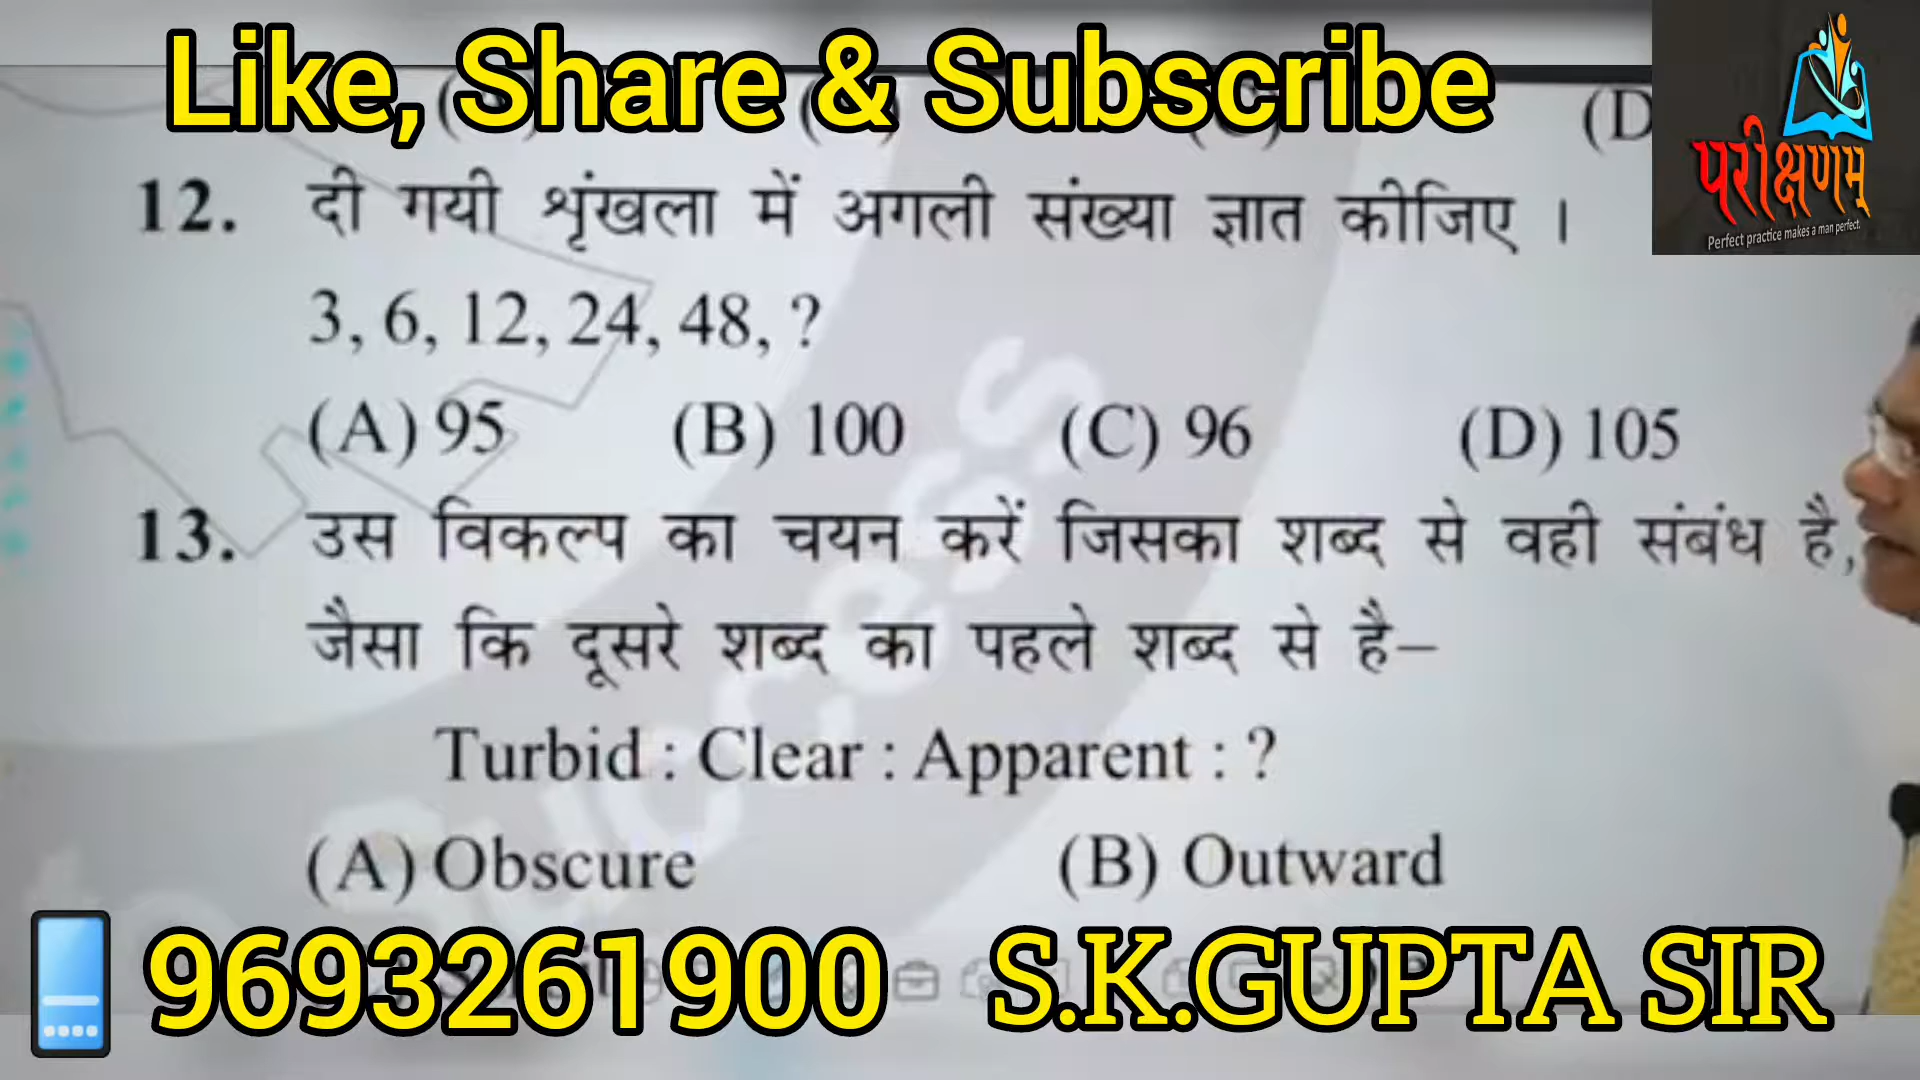 Like, Share & Subscribe
(D
परीक्षणम्
Perfect practice makes a man perfect.
12. दी गयी शृंखला में अगली संख्या ज्ञात कीजिए ।
3, 6, 12, 24, 48, ?
(A) 95 (B) 100 (C) 96 (D) 105
13. उस विकल्प का चयन करें जिसका शब्द से वही संबंध है,
जैसा कि दूसरे शब्द का पहले शब्द से है–
Turbid : Clear : Apparent : ?
(A) Obscure (B) Outward
9693261900 S.K.GUPTA SIR